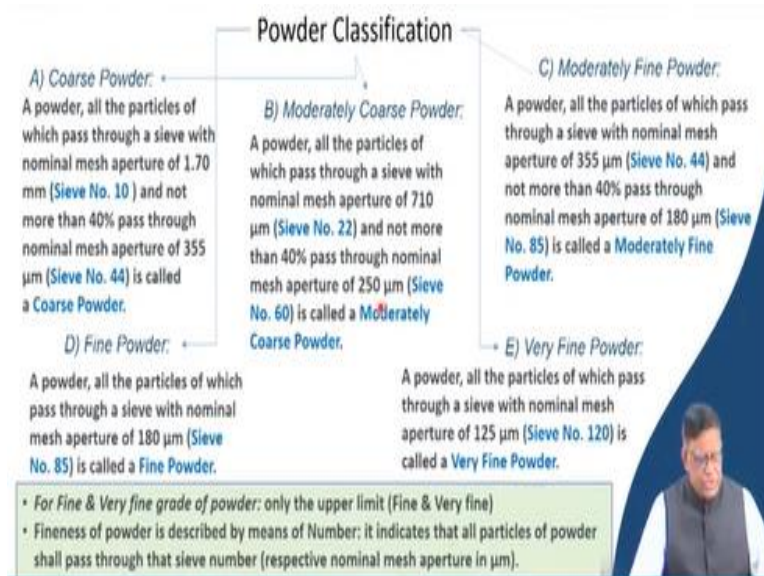 Powder Classification
A) Coarse Powder:
A powder, all the particles of
which pass through a sieve with
nominal mesh aperture of 1.70
mm (Sieve No. 10 ) and not
more than 40% pass through
nominal mesh aperture of 355
µm (Sieve No. 44) is called
a Coarse Powder.
B) Moderately Coarse Powder:
A powder, all the particles of
which pass through a sieve with
nominal mesh aperture of 710
µm (Sieve No. 22) and not more
than 40% pass through nominal
mesh aperture of 250 µm (Sieve
No. 60) is called a Moderately
Coarse Powder.
C) Moderately Fine Powder:
A powder, all the particles of which pass
through a sieve with nominal mesh
aperture of 355 µm (Sieve No. 44) and
not more than 40% pass through
nominal mesh aperture of 180 µm (Sieve
No. 85) is called a Moderately Fine
Powder.
D) Fine Powder:
A powder, all the particles of which
pass through a sieve with nominal
mesh aperture of 180 µm (Sieve
No. 85) is called a Fine Powder.
E) Very Fine Powder:
A powder, all the particles of which pass
through a sieve with nominal mesh
aperture of 125 µm (Sieve No. 120) is
called a Very Fine Powder.
• For Fine & Very fine grade of powder: only the upper limit (Fine & Very fine)
• Fineness of powder is described by means of Number: it indicates that all particles of powder
shall pass through that sieve number (respective nominal mesh aperture in µm).